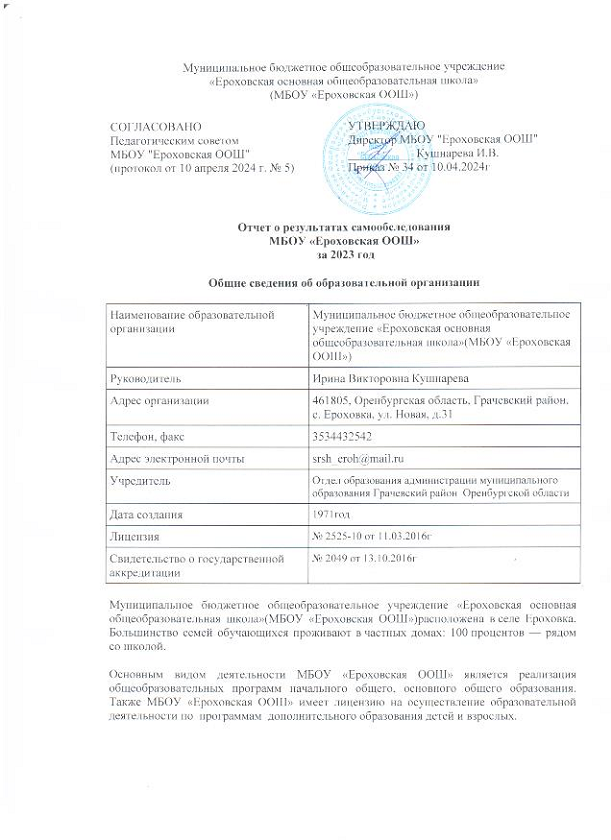 Муниципальное бюджетное общеобразовательное учреждение
«Ероховская основная общеобразовательная школа»
(МБОУ «Ероховская ООШ»)
СОГЛАСОВАНО
Педагогическим советом
МБОУ "Ероховская ООШ"
(протокол от 10 апреля 2024 г. № 5)
УТВЕРЖДАЮ
Директор МБОУ "Ероховская ООШ"
Кушнарева И.В.
Приказ № 34 от 10.04.2024г
Отчет о результатах самообследования
МБОУ «Ероховская ООШ»
за 2023 год
Общие сведения об образовательной организации
Наименование образовательной
организации
Муниципальное бюджетное общеобразовательное
учреждение «Ероховская основная
общеобразовательная школа»(МБОУ «Ероховская
ООШ»)
Руководитель
Ирина Викторовна Кушнарева
Адрес организации
461805, Оренбургская область, Грачевский район,
с. Ероховка, ул. Новая, д.31
Телефон, факс
3534432542
Адрес электронной почты
srsh_eroh@mail.ru
Учредитель
Отдел образования администрации муниципального
образования Грачевский район Оренбургской области
Дата создания
1971год
Лицензия
№ 2525-10 от 11.03.2016г
Свидетельство о государственной
аккредитации
№ 2049 от 13.10.2016г
Муниципальное бюджетное общеобразовательное учреждение «Ероховская основная
общеобразовательная школа»(МБОУ «Ероховская ООШ»)расположена в селе Ероховка.
Большинство семей обучающихся проживают в частных домах: 100 процентов — рядом
со школой.
Основным видом деятельности МБОУ «Ероховская ООШ» является реализация
общеобразовательных программ начального общего, основного общего образования.
Также МБОУ «Ероховская ООШ» имеет лицензию на осуществление образовательной
деятельности по программам дополнительного образования детей и взрослых.